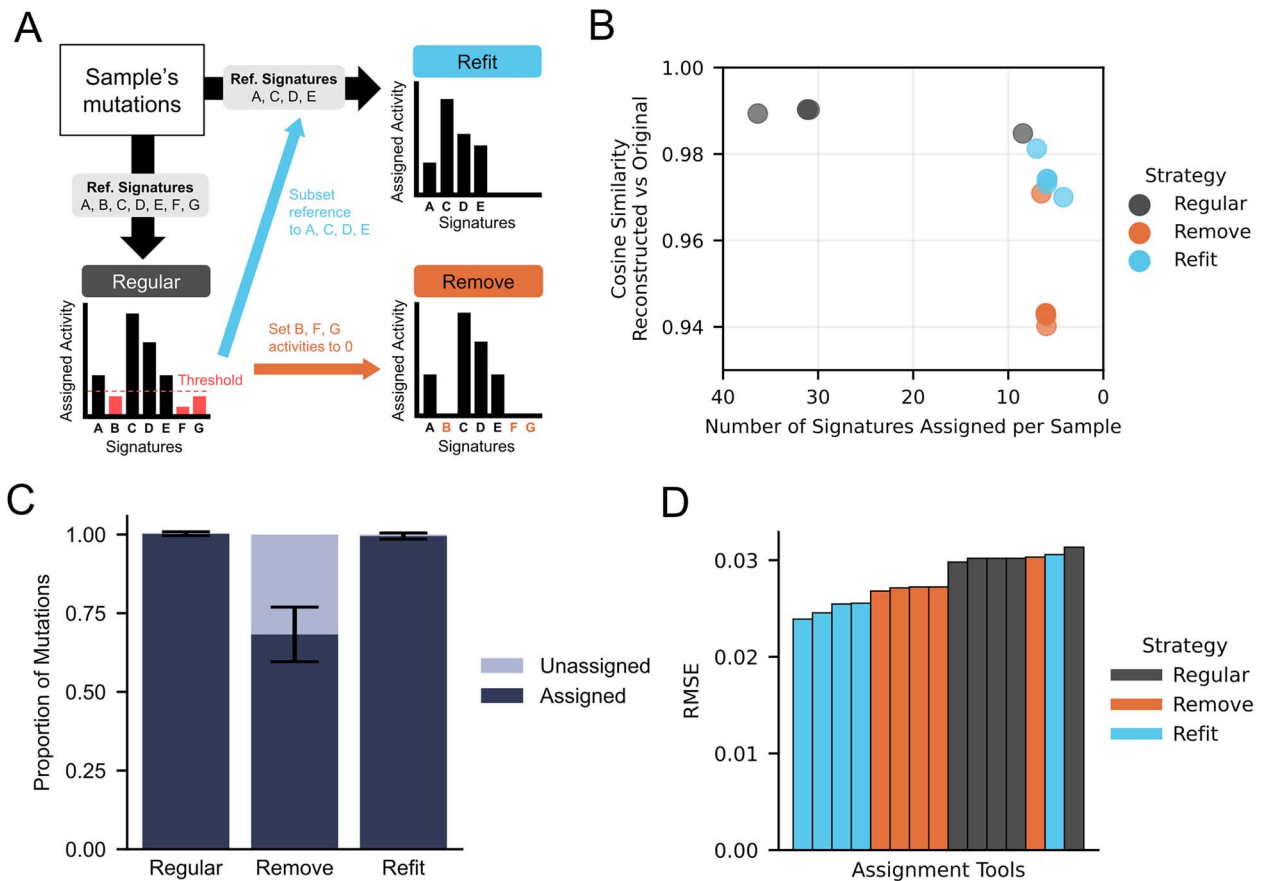 A
Sample's
mutations
Ref. Signatures
A, C, D, E
Refit
Assigned Activity
A C D E
Signatures
Ref. Signatures
A, B, C, D, E, F, G
Subset
reference
to A, C, D, E
Regular
Assigned Activity
Threshold
A B C D E F G
Signatures
Set B, F, G
activities to 0
Remove
Assigned Activity
A B C D E F G
Signatures
B
Cosine Similarity
Reconstructed vs Original
1.00
0.98
0.96
0.94
40 30 20 10 0
Number of Signatures Assigned per Sample
Strategy
Regular
Remove
Refit
C
Proportion of Mutations
1.00
0.75
0.50
0.25
0.00
Regular Remove Refit
Unassigned
Assigned
D
RMSE
0.03
0.02
0.01
0.00
Assignment Tools
Strategy
Regular
Remove
Refit